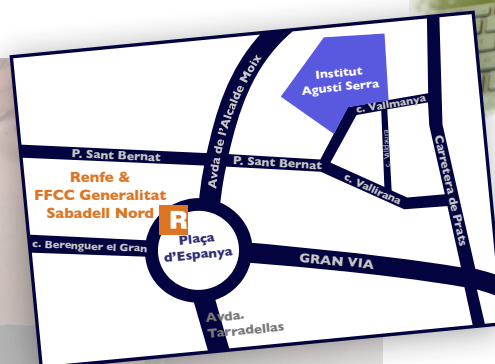 Institut
Agustí Serra
c. Vallmanya
Avda de l'Alcalde Moix
P. Sant Bernat
P. Sant Bernat
c. Vallirana
Carretera de Prats
Renfe &
FFCC Generalitat
Sabadell Nord
R
Plaça
d'Espanya
c. Berenguer el Gran
GRAN VIA
Avda.
Tarradellas